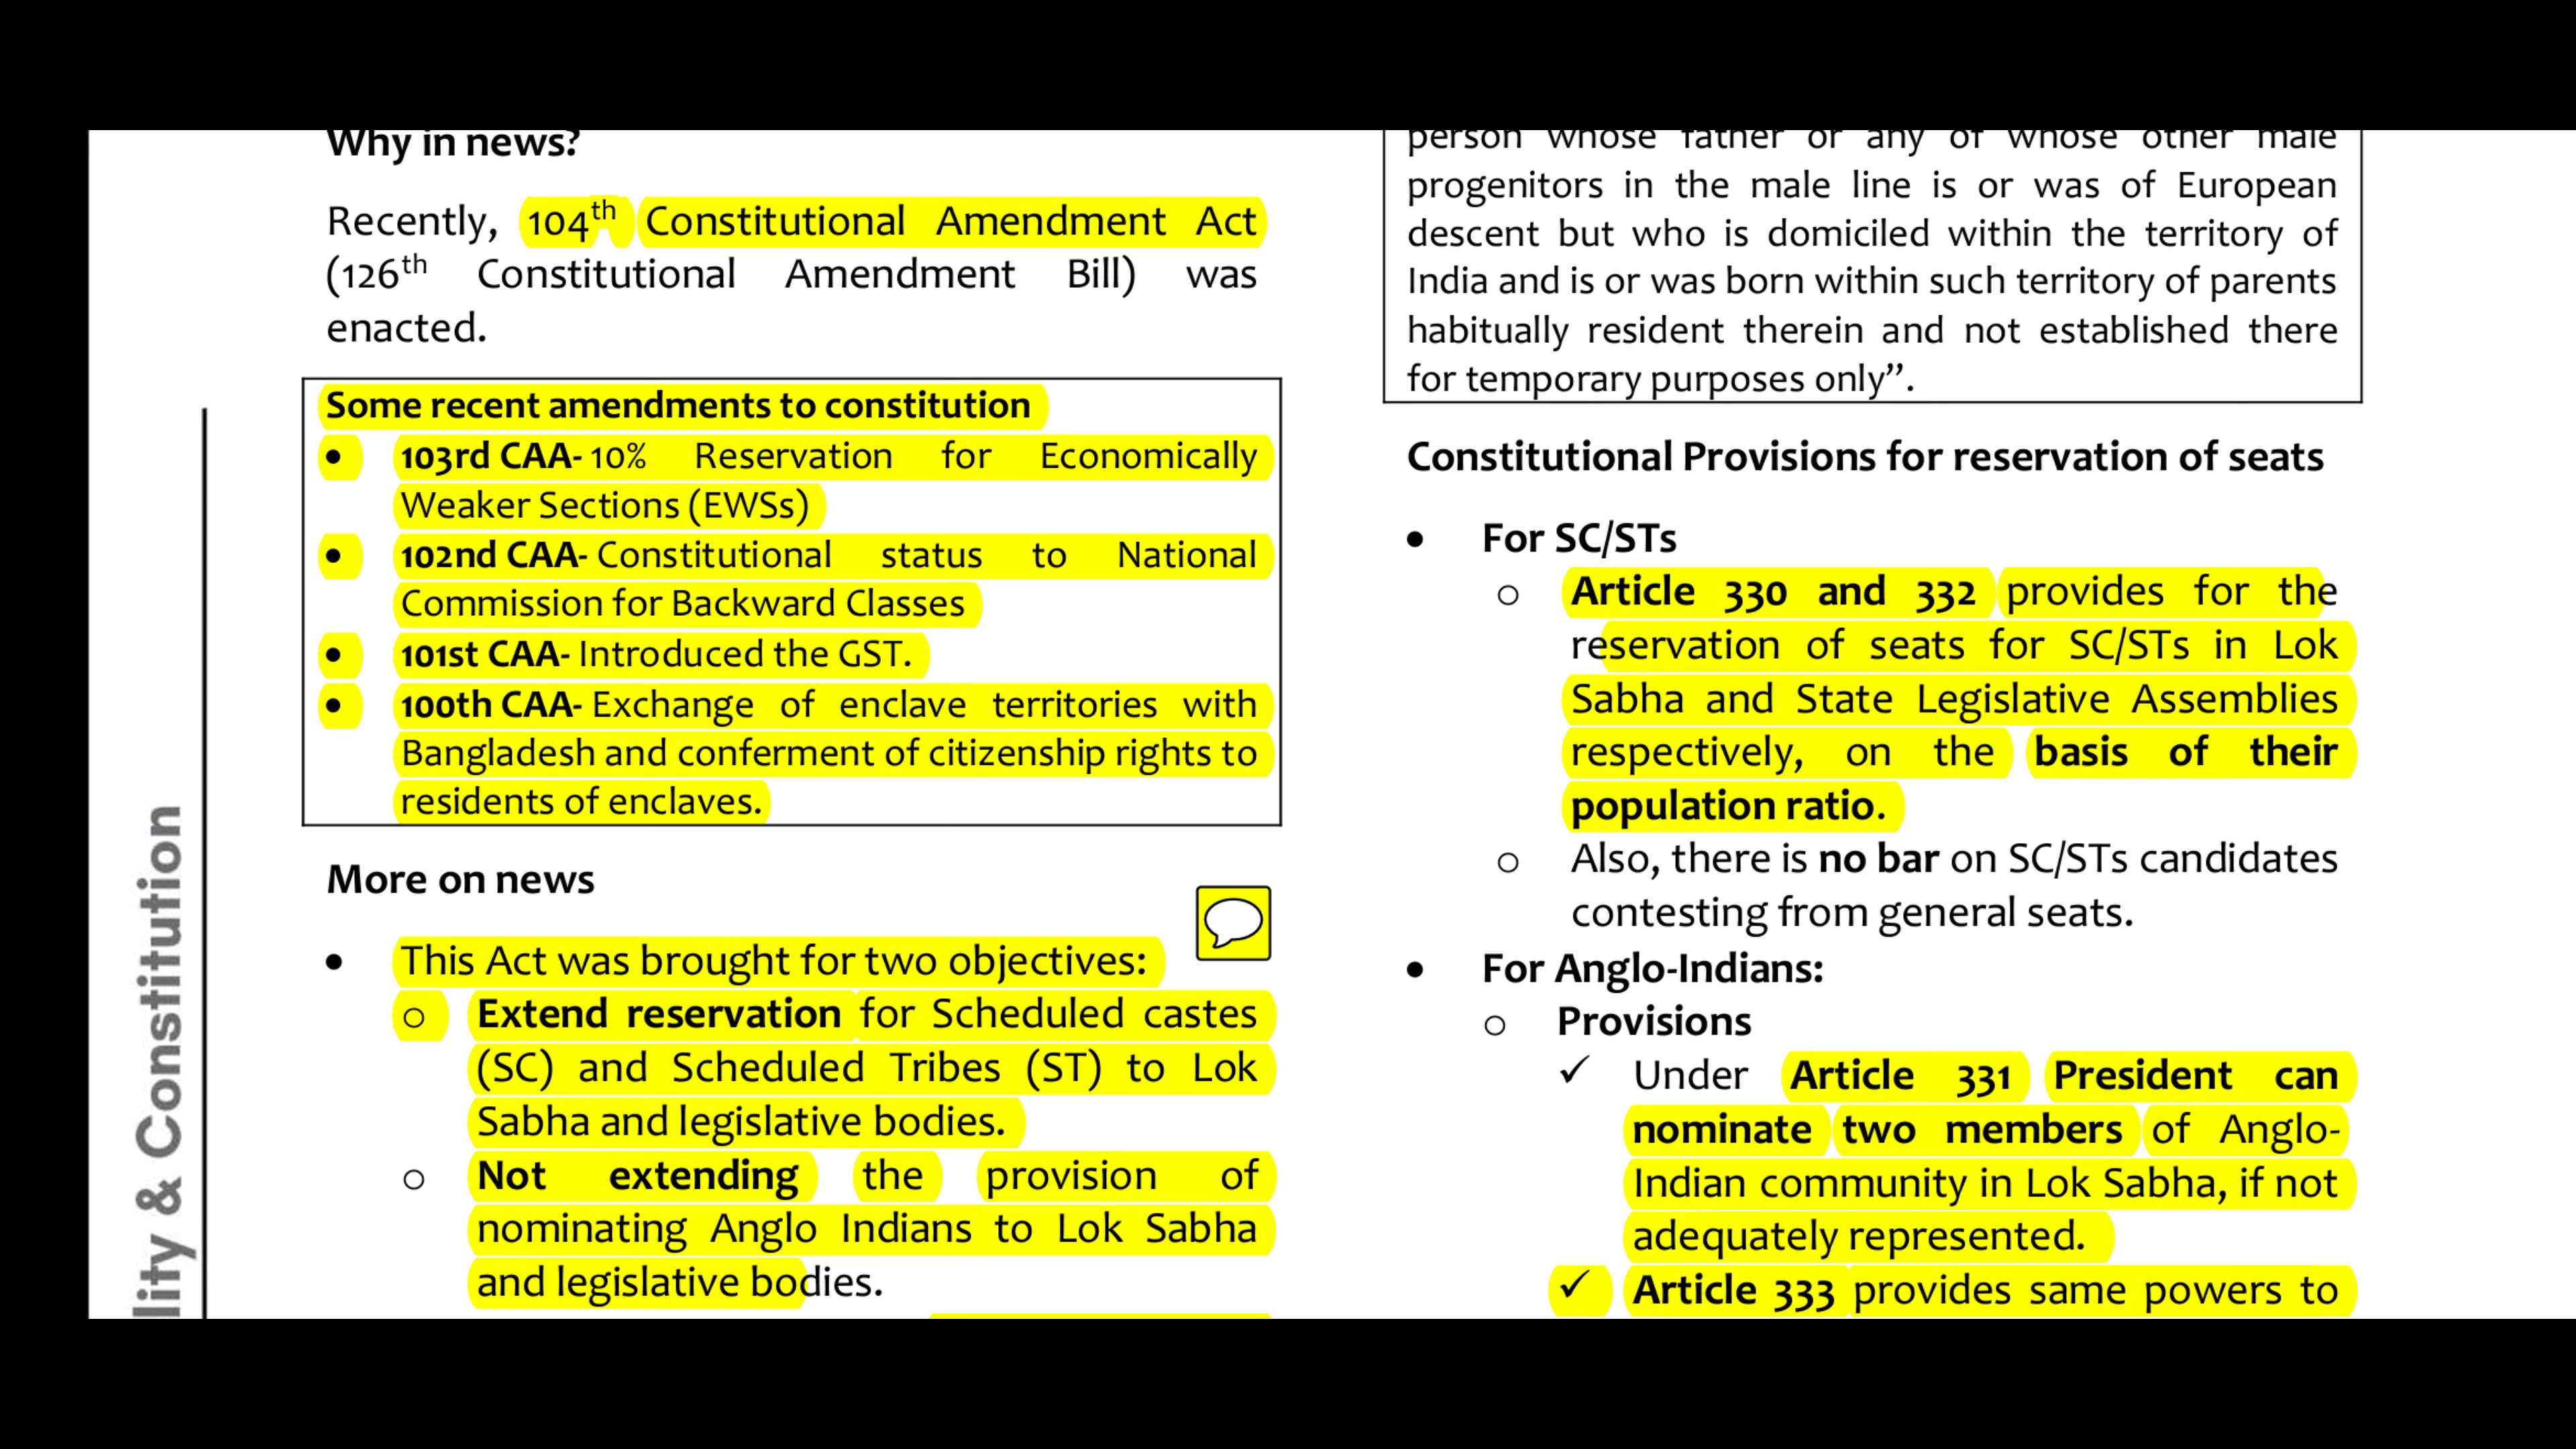 Why in news?
Recently, 104th Constitutional Amendment Act
(126th Constitutional Amendment Bill) was
enacted.
Some recent amendments to constitution
• 103rd CAA- 10% Reservation for Economically
Weaker Sections (EWSs)
• 102nd CAA- Constitutional status to National
Commission for Backward Classes
• 101st CAA- Introduced the GST.
• 100th CAA- Exchange of enclave territories with
Bangladesh and conferment of citizenship rights to
residents of enclaves.
More on news
• This Act was brought for two objectives:
o Extend reservation for Scheduled castes
(SC) and Scheduled Tribes (ST) to Lok
Sabha and legislative bodies.
o Not extending the provision of
nominating Anglo Indians to Lok Sabha
and legislative bodies.
person whose father or any of whose other male
progenitors in the male line is or was of European
descent but who is domiciled within the territory of
India and is or was born within such territory of parents
habitually resident therein and not established there
for temporary purposes only”.
Constitutional Provisions for reservation of seats
• For SC/STs
o Article 330 and 332 provides for the
reservation of seats for SC/STs in Lok
Sabha and State Legislative Assemblies
respectively, on the basis of their
population ratio.
o Also, there is no bar on SC/STs candidates
contesting from general seats.
• For Anglo-Indians:
o Provisions
✓ Under Article 331 President can
nominate two members of Anglo-
Indian community in Lok Sabha, if not
adequately represented.
✓ Article 333 provides same powers to
lity & Constitution